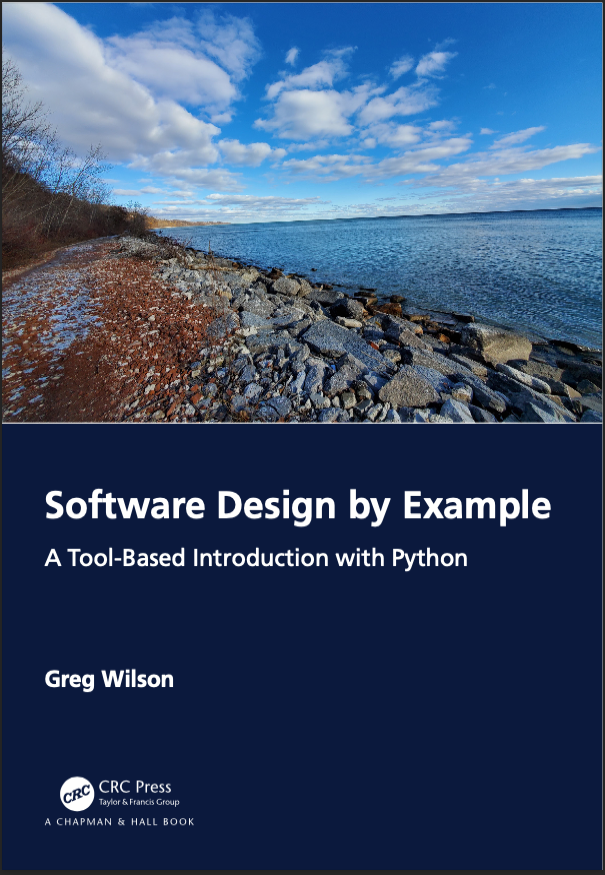 Software Design by Example
A Tool-Based Introduction with Python
Greg Wilson
CRC
CRC Press
Taylor & Francis Group
A CHAPMAN & HALL BOOK